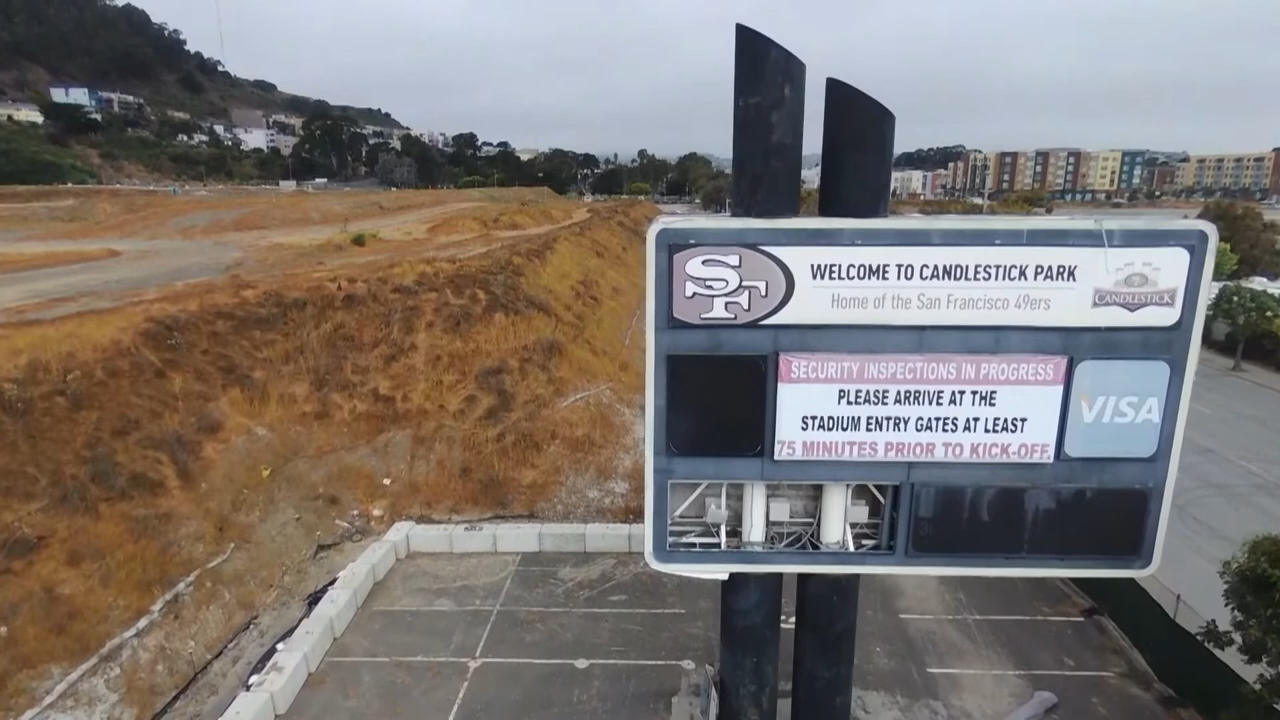 SF
WELCOME TO CANDLESTICK PARK
Home of the San Francisco 49ers
CANDLESTICK
SECURITY INSPECTIONS IN PROGRESS
PLEASE ARRIVE AT THE
STADIUM ENTRY GATES AT LEAST
75 MINUTES PRIOR TO KICK-OFF.
VISA